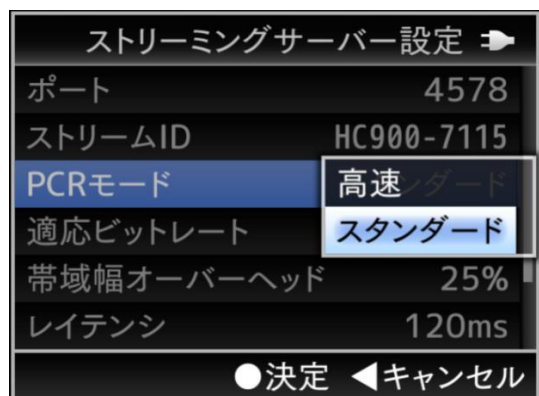 ストリーミングサーバー設定
ポート 4578
ストリームID HC900-7115
PCRモード 高速
適応ビットレート スタンダード
帯域幅オーバーヘッド 25%
レイテンシ 120ms
●決定 ◀キャンセル